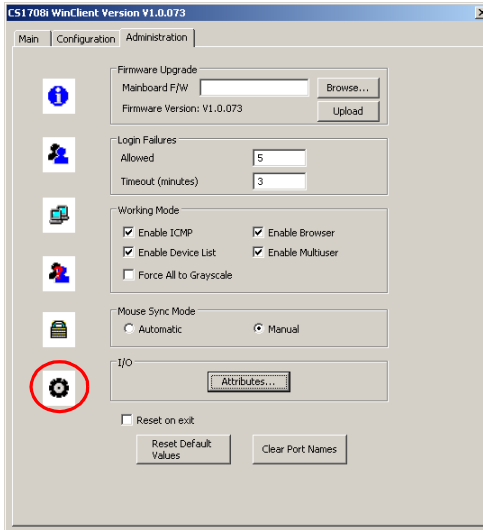 CS1708i WinClient Version V1.0.073
Main Configuration Administration
Firmware Upgrade
Mainboard F/W Browse...
Firmware Version: V1.0.073 Upload
Login Failures
Allowed 5
Timeout (minutes) 3
Working Mode
Enable ICMP Enable Browser
Enable Device List Enable Multiuser
Force All to Grayscale
Mouse Sync Mode
Automatic Manual
I/O
Attributes...
Reset on exit
Reset Default
Values
Clear Port Names